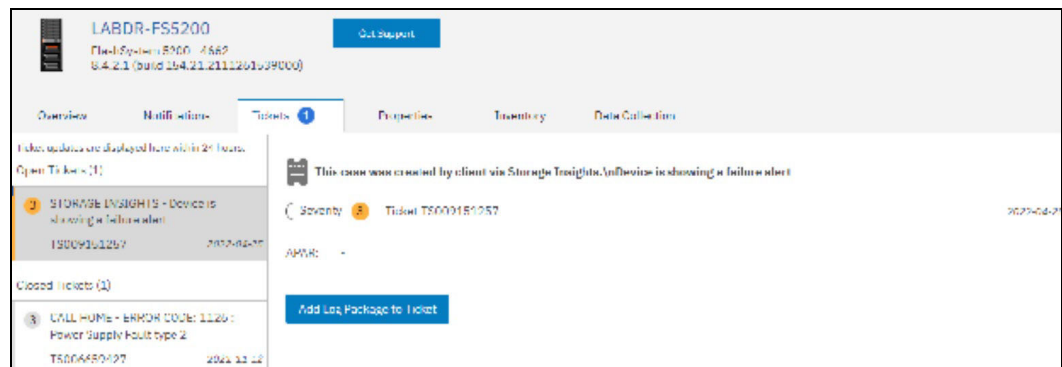 LABDR-FS5200
Get Support
FlashSystem 5200 - 4662
8.4.2.1 (build 154.21.2111261539000)
Overview
Notifications
Tickets 1
Properties
Inventory
Data Collection
Ticket updates are displayed here within 24 hours.
Open Tickets (1)
3 STORAGE INSIGHTS - Device is
showing a failure alert
TS009151257
Closed Tickets (1)
3 CALL HOME - ERROR CODE: 1126 :
Power Supply Fault type 2
TS006659427
This case was created by client via Storage Insights.\nDevice is showing a failure alert
Severity 3 Ticket TS009151257
APAR: -
Add Log Package to Ticket